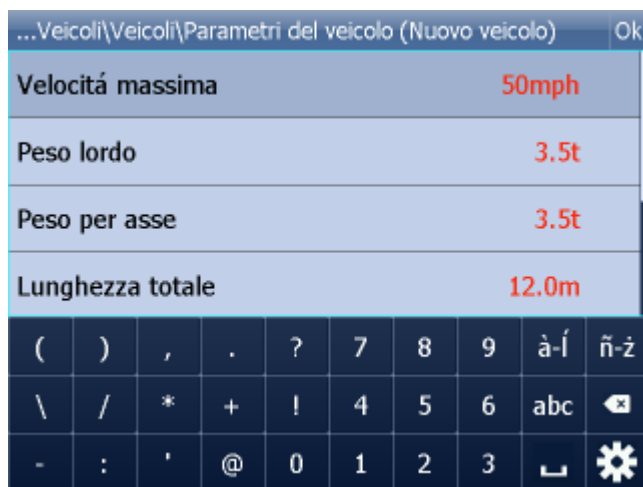 ...Veicoli\Veicoli\Parametri del veicolo (Nuovo veicolo) Ok
Velocitá massima 50mph
Peso lordo 3.5t
Peso per asse 3.5t
Lunghezza totale 12.0m
( ) , . ? 7 8 9 à-Í ñ-ż
\ / * + ! 4 5 6 abc
- : ' @ 0 1 2 3